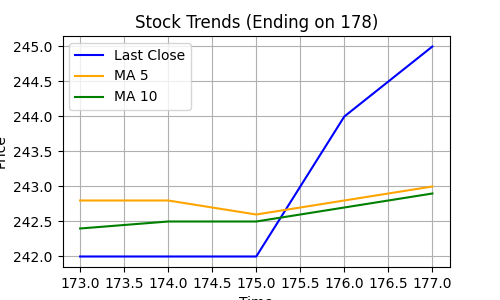 Stock Trends (Ending on 178)
Last Close
MA 5
MA 10
245.0
244.5
244.0
243.5
243.0
242.5
242.0
Price
173.0 173.5 174.0 174.5 175.0 175.5 176.0 176.5 177.0
Time